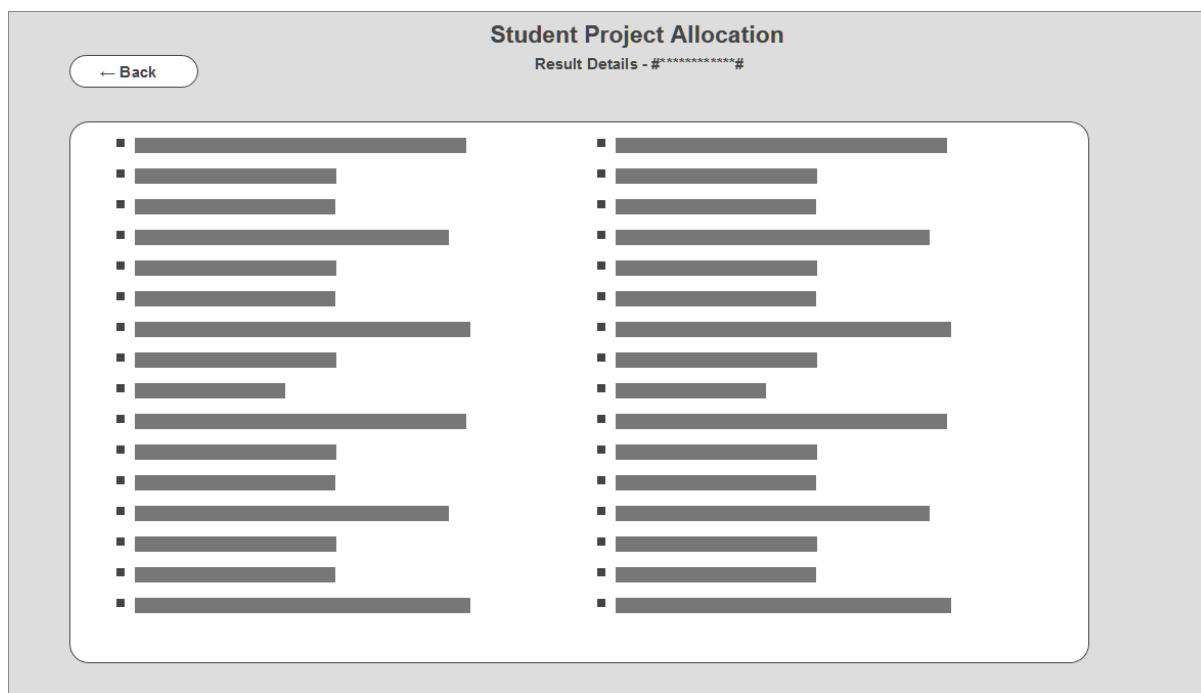 Student Project Allocation
Result Details - #************#
← Back